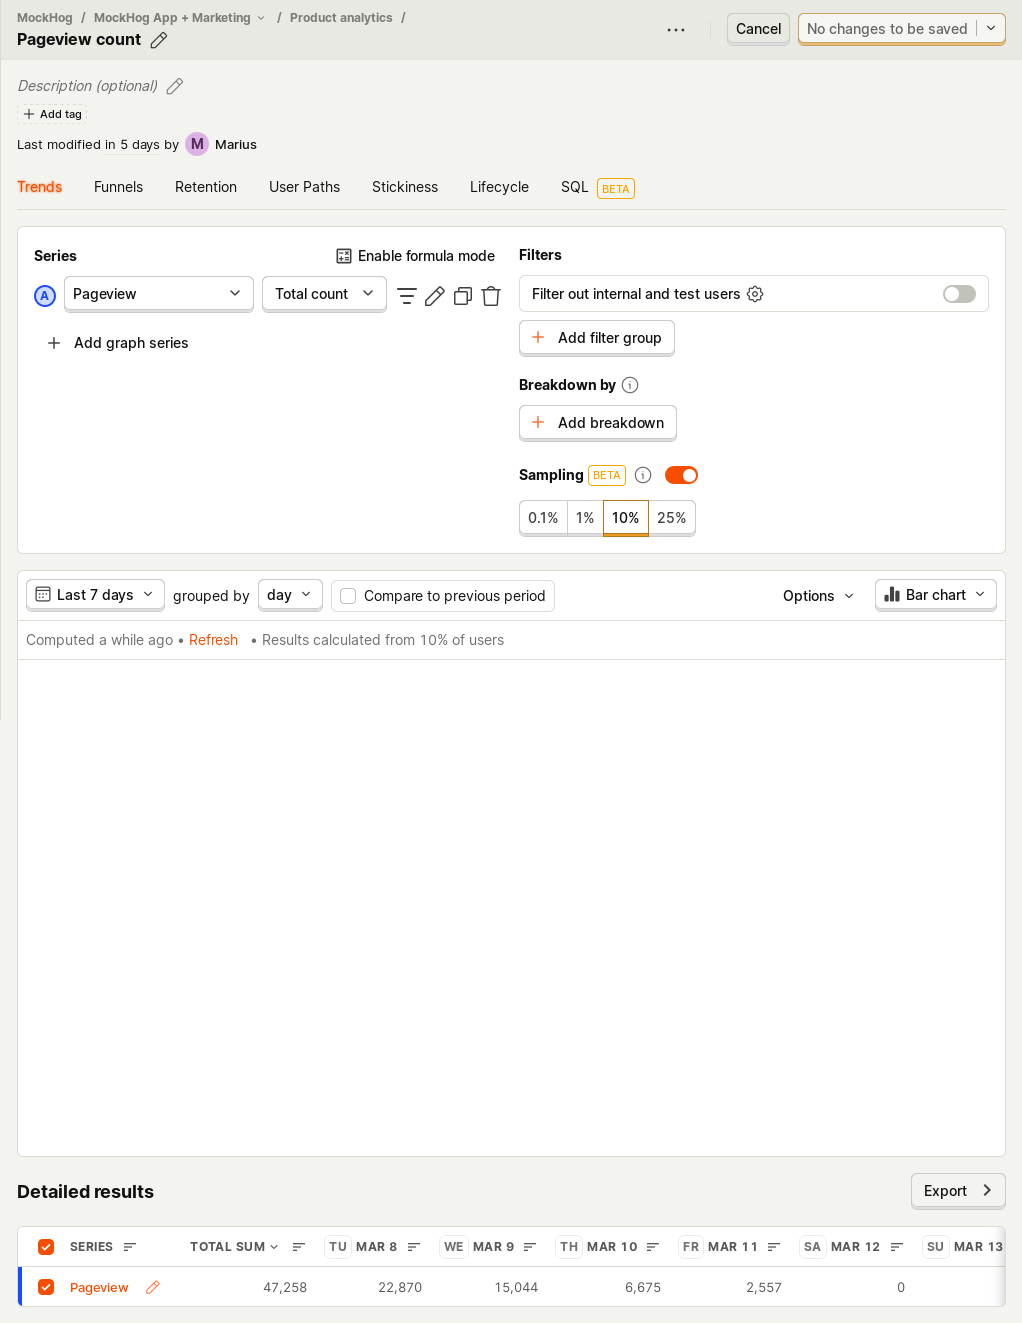 MockHog / MockHog App + Marketing / Product analytics /
Pageview count
Cancel
No changes to be saved
Description (optional)
Add tag
Last modified in 5 days by M Marius
Trends Funnels Retention User Paths Stickiness Lifecycle SQL BETA
Series
Enable formula mode
A Pageview Total count
Add graph series
Filters
Filter out internal and test users
Add filter group
Breakdown by
Add breakdown
Sampling BETA
0.1% 1% 10% 25%
Last 7 days grouped by day Compare to previous period Options Bar chart
Computed a while ago • Refresh • Results calculated from 10% of users
Detailed results
Export
SERIES TOTAL SUM TU MAR 8 WE MAR 9 TH MAR 10 FR MAR 11 SA MAR 12 SU MAR 13
Pageview 47,258 22,870 15,044 6,675 2,557 0